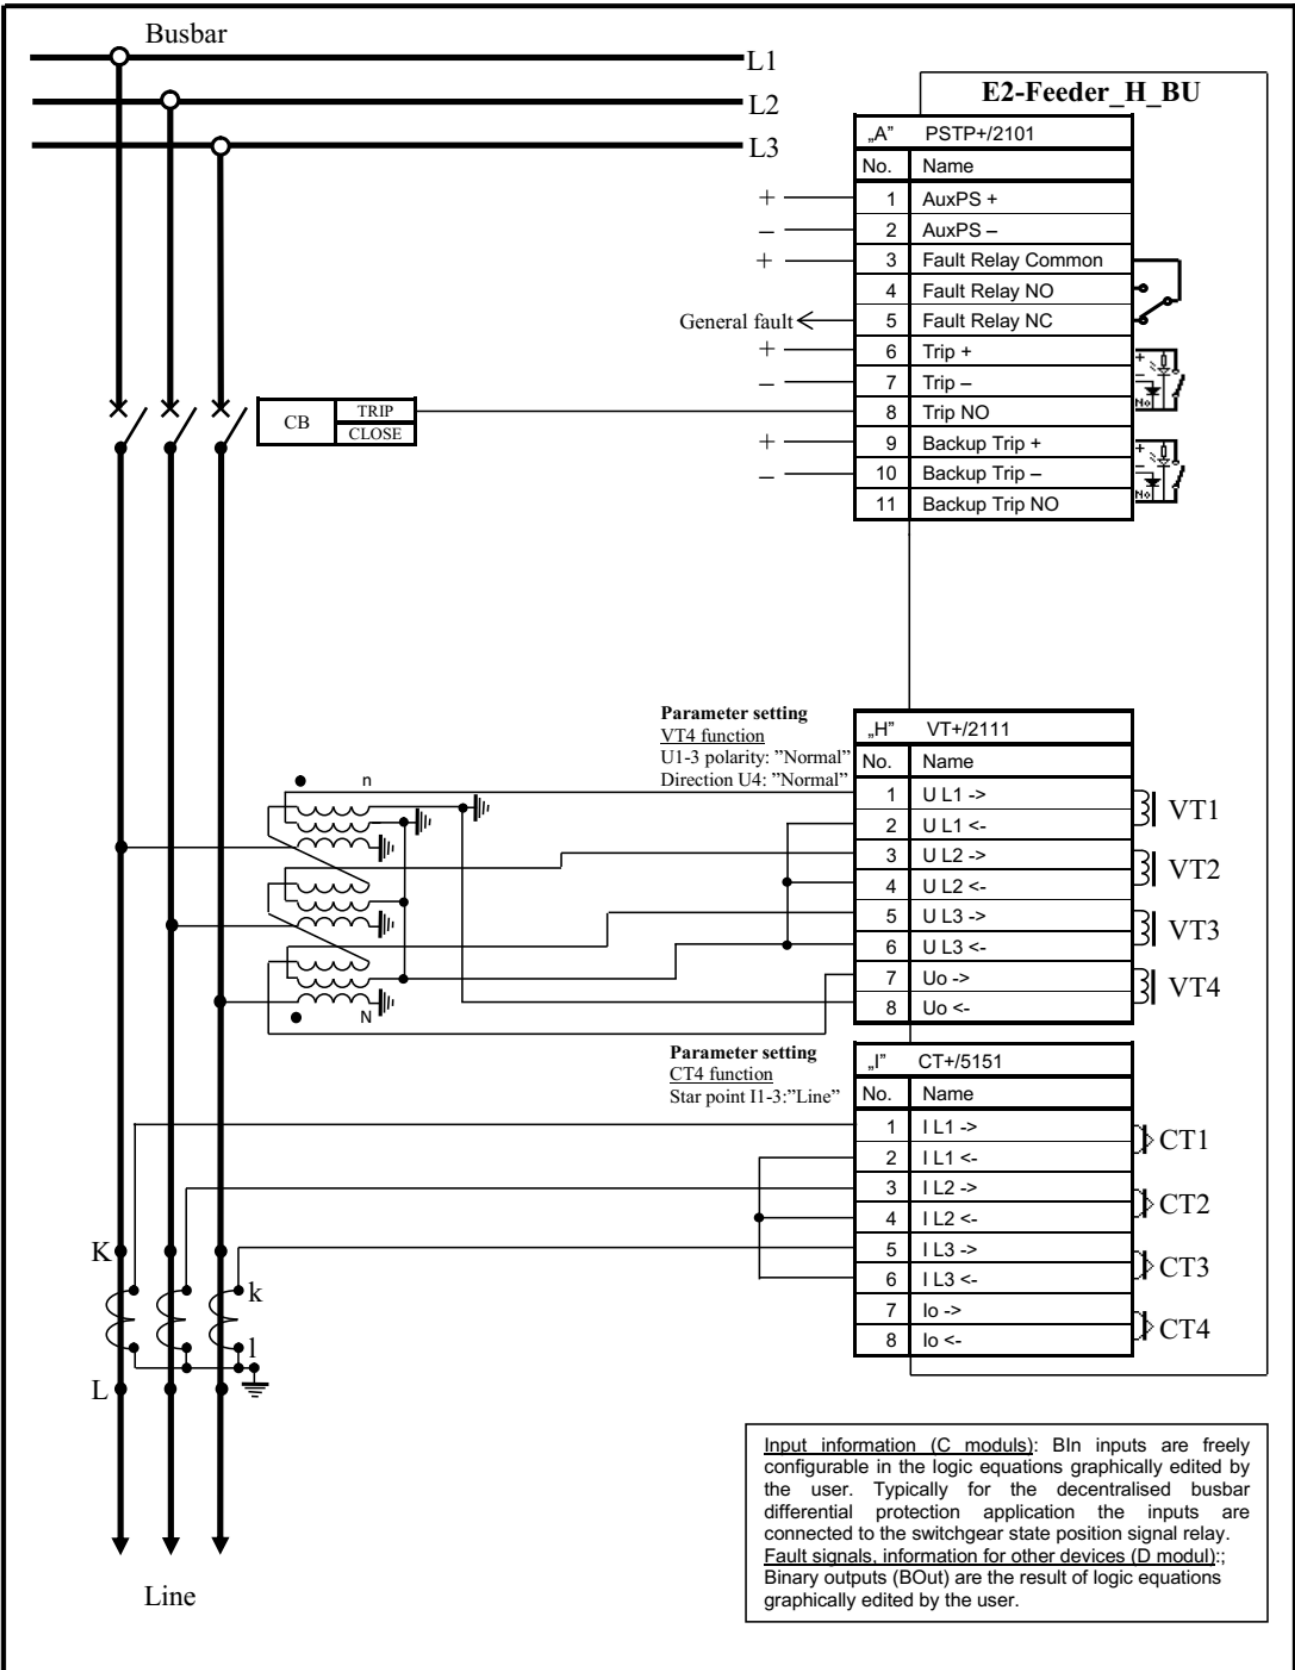 Busbar
L1
L2
L3
E2-Feeder_H_BU
„A” PSTP+/2101
No. Name
+ 1 AuxPS +
– 2 AuxPS –
+ 3 Fault Relay Common
4 Fault Relay NO
General fault 5 Fault Relay NC
+ 6 Trip + +
– 7 Trip – –
8 Trip NO No
CB TRIP
CLOSE
+ 9 Backup Trip + +
– 10 Backup Trip – –
11 Backup Trip NO No
Parameter setting
VT4 function
U1-3 polarity: ”Normal”
Direction U4: ”Normal”
„H” VT+/2111
No. Name
1 U L1 ->
2 U L1 <-
VT1
3 U L2 ->
4 U L2 <-
VT2
5 U L3 ->
6 U L3 <-
VT3
7 Uo ->
8 Uo <-
VT4
n
N
Parameter setting
CT4 function
Star point I1-3:”Line”
„I” CT+/5151
No. Name
1 I L1 ->
2 I L1 <-
CT1
3 I L2 ->
4 I L2 <-
CT2
5 I L3 ->
6 I L3 <-
CT3
7 Io ->
8 Io <-
CT4
K
k
l
L
Line
Input information (C moduls): BIn inputs are freely
configurable in the logic equations graphically edited by
the user. Typically for the decentralised busbar
differential protection application the inputs are
connected to the switchgear state position signal relay.
Fault signals, information for other devices (D modul):;
Binary outputs (BOut) are the result of logic equations
graphically edited by the user.